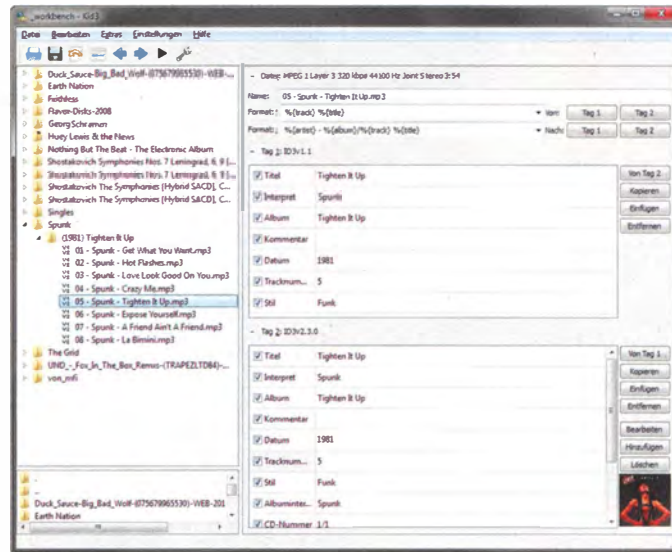 _workbench - Kid3
Datei Bearbeiten Extras Einstellungen Hilfe
Duck_Sauce-Big_Bad_Wolf-(075679965530)-WEB-...
Earth Nation
Faithless
Flavor-Disks-2008
Georg Schramm
Huey Lewis & the News
Nothing But The Beat - The Electronic Album
Shostakovich Symphonies Nos. 7 Leningrad, 6, 9 [...
Shostakovich Symphonies Nos. 7 Leningrad, 6, 9 [...
Shostakovich The Symphonies [Hybrid SACD], C...
Shostakovich The Symphonies [Hybrid SACD], C...
Singles
Spunk
(1981) Tighten It Up
01 - Spunk - Get What You Want.mp3
02 - Spunk - Hot Flashes.mp3
03 - Spunk - Love Look Good On You.mp3
04 - Spunk - Crazy Me.mp3
05 - Spunk - Tighten It Up.mp3
06 - Spunk - Expose Yourself.mp3
07 - Spunk - A Friend Ain't A Friend.mp3
08 - Spunk - La Bimini.mp3
The Grid
UNO_-_Fox_In_The_Box_Remixe-(TRAPEZLTD84)-...
von_mfi
.
..
Duck_Sauce-Big_Bad_Wolf-(075679965530)-WEB-201
Earth Nation
Datei: MPEG 1 Layer 3 320 kbps 44100 Hz Joint Stereo 3:54
Name: 05 - Spunk - Tighten It Up.mp3
Format: %{track} %{title} Von: Tag 1 Tag 2
Format: %{artist} - %{album}/%{track} %{title} Nach: Tag 1 Tag 2
Tag 1: ID3v1.1
Titel Tighten It Up
Interpret Spunk
Album Tighten It Up
Kommentar
Datum 1981
Tracknum... 5
Stil Funk
Von Tag 2
Kopieren
Einfügen
Entfernen
Tag 2: ID3v2.3.0
Titel Tighten It Up
Interpret Spunk
Album Tighten It Up
Kommentar
Datum 1981
Tracknum... 5
Stil Funk
Albuminter... Spunk
CD-Nummer 1/1
Von Tag 1
Kopieren
Einfügen
Entfernen
Bearbeiten
Hinzufügen
Löschen